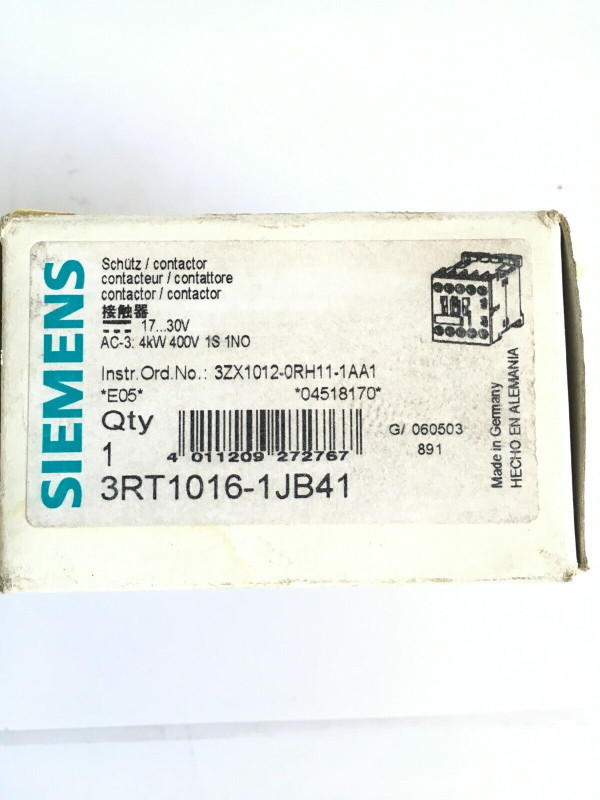 SIEMENS
Schütz / contactor
contacteur / contattore
contactor / contactor
接触器
17...30V
AC-3: 4kW 400V 1S 1NO
Instr.Ord.No.: 3ZX1012-0RH11-1AA1
*E05* *04518170*
Qty
1
4 011209 272767
G/ 060503
891
3RT1016-1JB41
Made in Germany
HECHO EN ALEMANIA